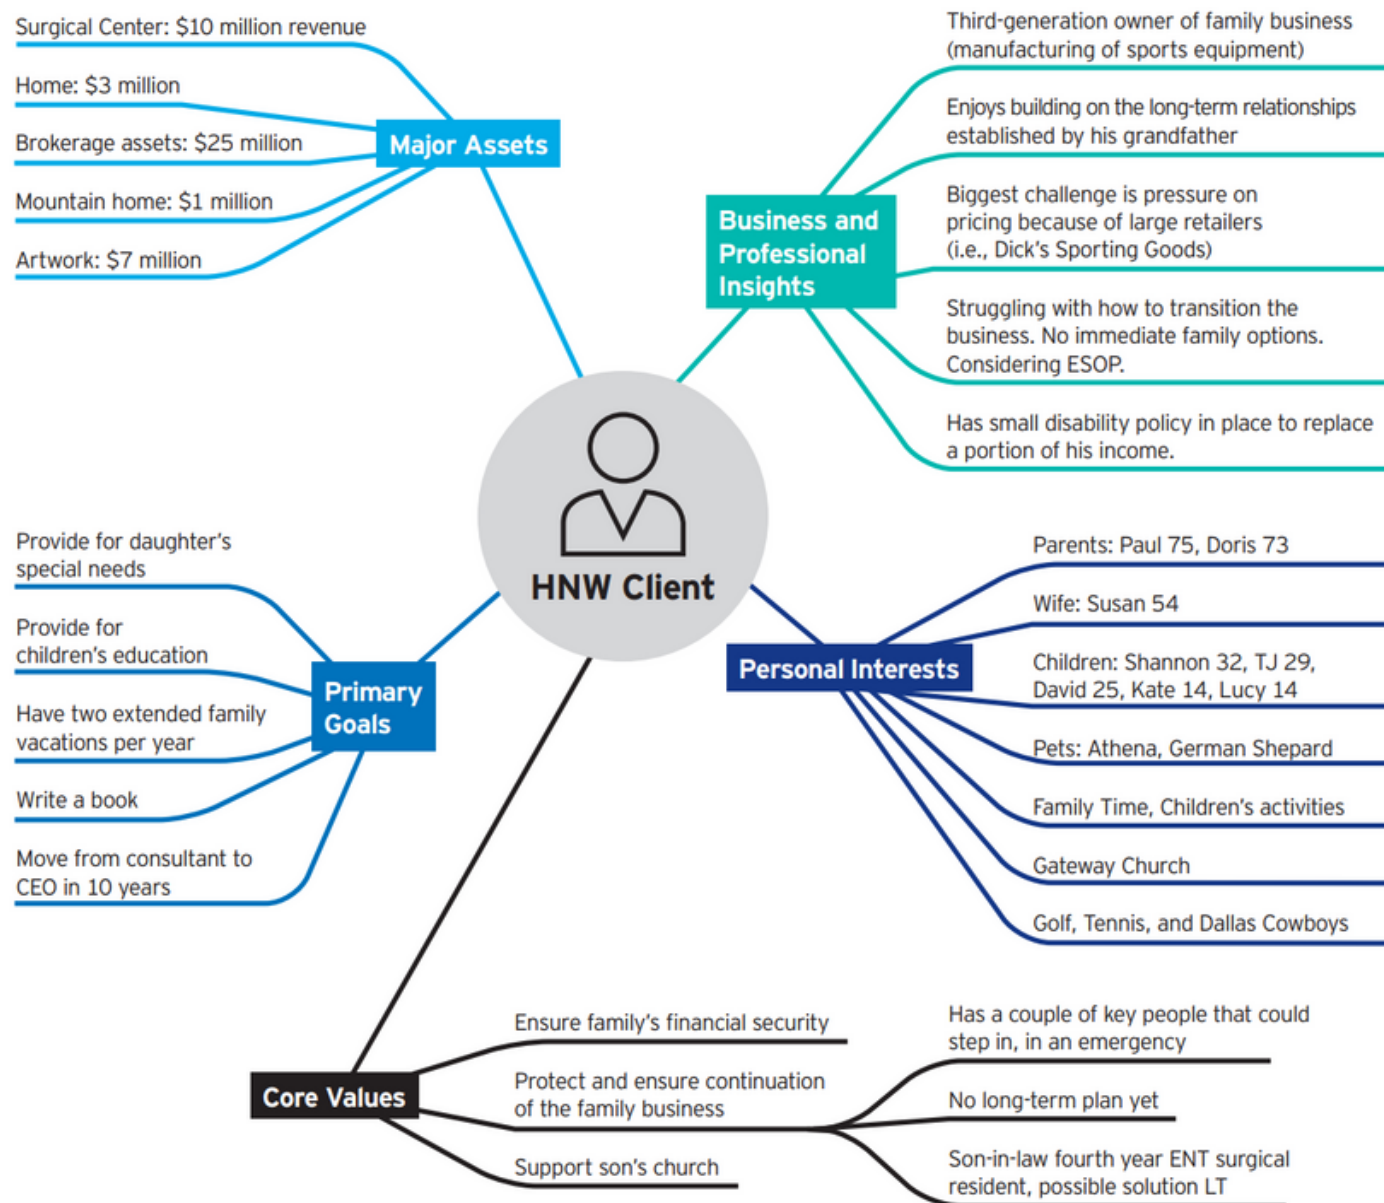 Surgical Center: $10 million revenue
Home: $3 million
Brokerage assets: $25 million
Mountain home: $1 million
Artwork: $7 million
Major Assets
Third-generation owner of family business
(manufacturing of sports equipment)
Enjoys building on the long-term relationships
established by his grandfather
Biggest challenge is pressure on
pricing because of large retailers
(i.e., Dick's Sporting Goods)
Struggling with how to transition the
business. No immediate family options.
Considering ESOP.
Has small disability policy in place to replace
a portion of his income.
Business and
Professional
Insights
HNW Client
Provide for daughter's
special needs
Provide for
children's education
Have two extended family
vacations per year
Write a book
Move from consultant to
CEO in 10 years
Primary
Goals
Personal Interests
Parents: Paul 75, Doris 73
Wife: Susan 54
Children: Shannon 32, TJ 29,
David 25, Kate 14, Lucy 14
Pets: Athena, German Shepard
Family Time, Children's activities
Gateway Church
Golf, Tennis, and Dallas Cowboys
Core Values
Ensure family's financial security
Protect and ensure continuation
of the family business
Support son's church
Has a couple of key people that could
step in, in an emergency
No long-term plan yet
Son-in-law fourth year ENT surgical
resident, possible solution LT